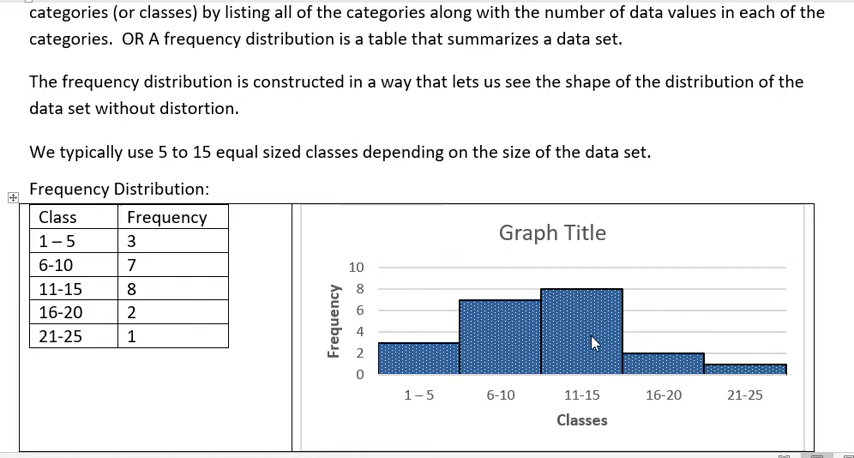 categories (or classes) by listing all of the categories along with the number of data values in each of the
categories.  OR A frequency distribution is a table that summarizes a data set.
The frequency distribution is constructed in a way that lets us see the shape of the distribution of the
data set without distortion.
We typically use 5 to 15 equal sized classes depending on the size of the data set.
Frequency Distribution:
Class Frequency
1 – 5 3
6-10 7
11-15 8
16-20 2
21-25 1
Graph Title
Frequency
10
8
6
4
2
0
1 – 5 6-10 11-15 16-20 21-25
Classes